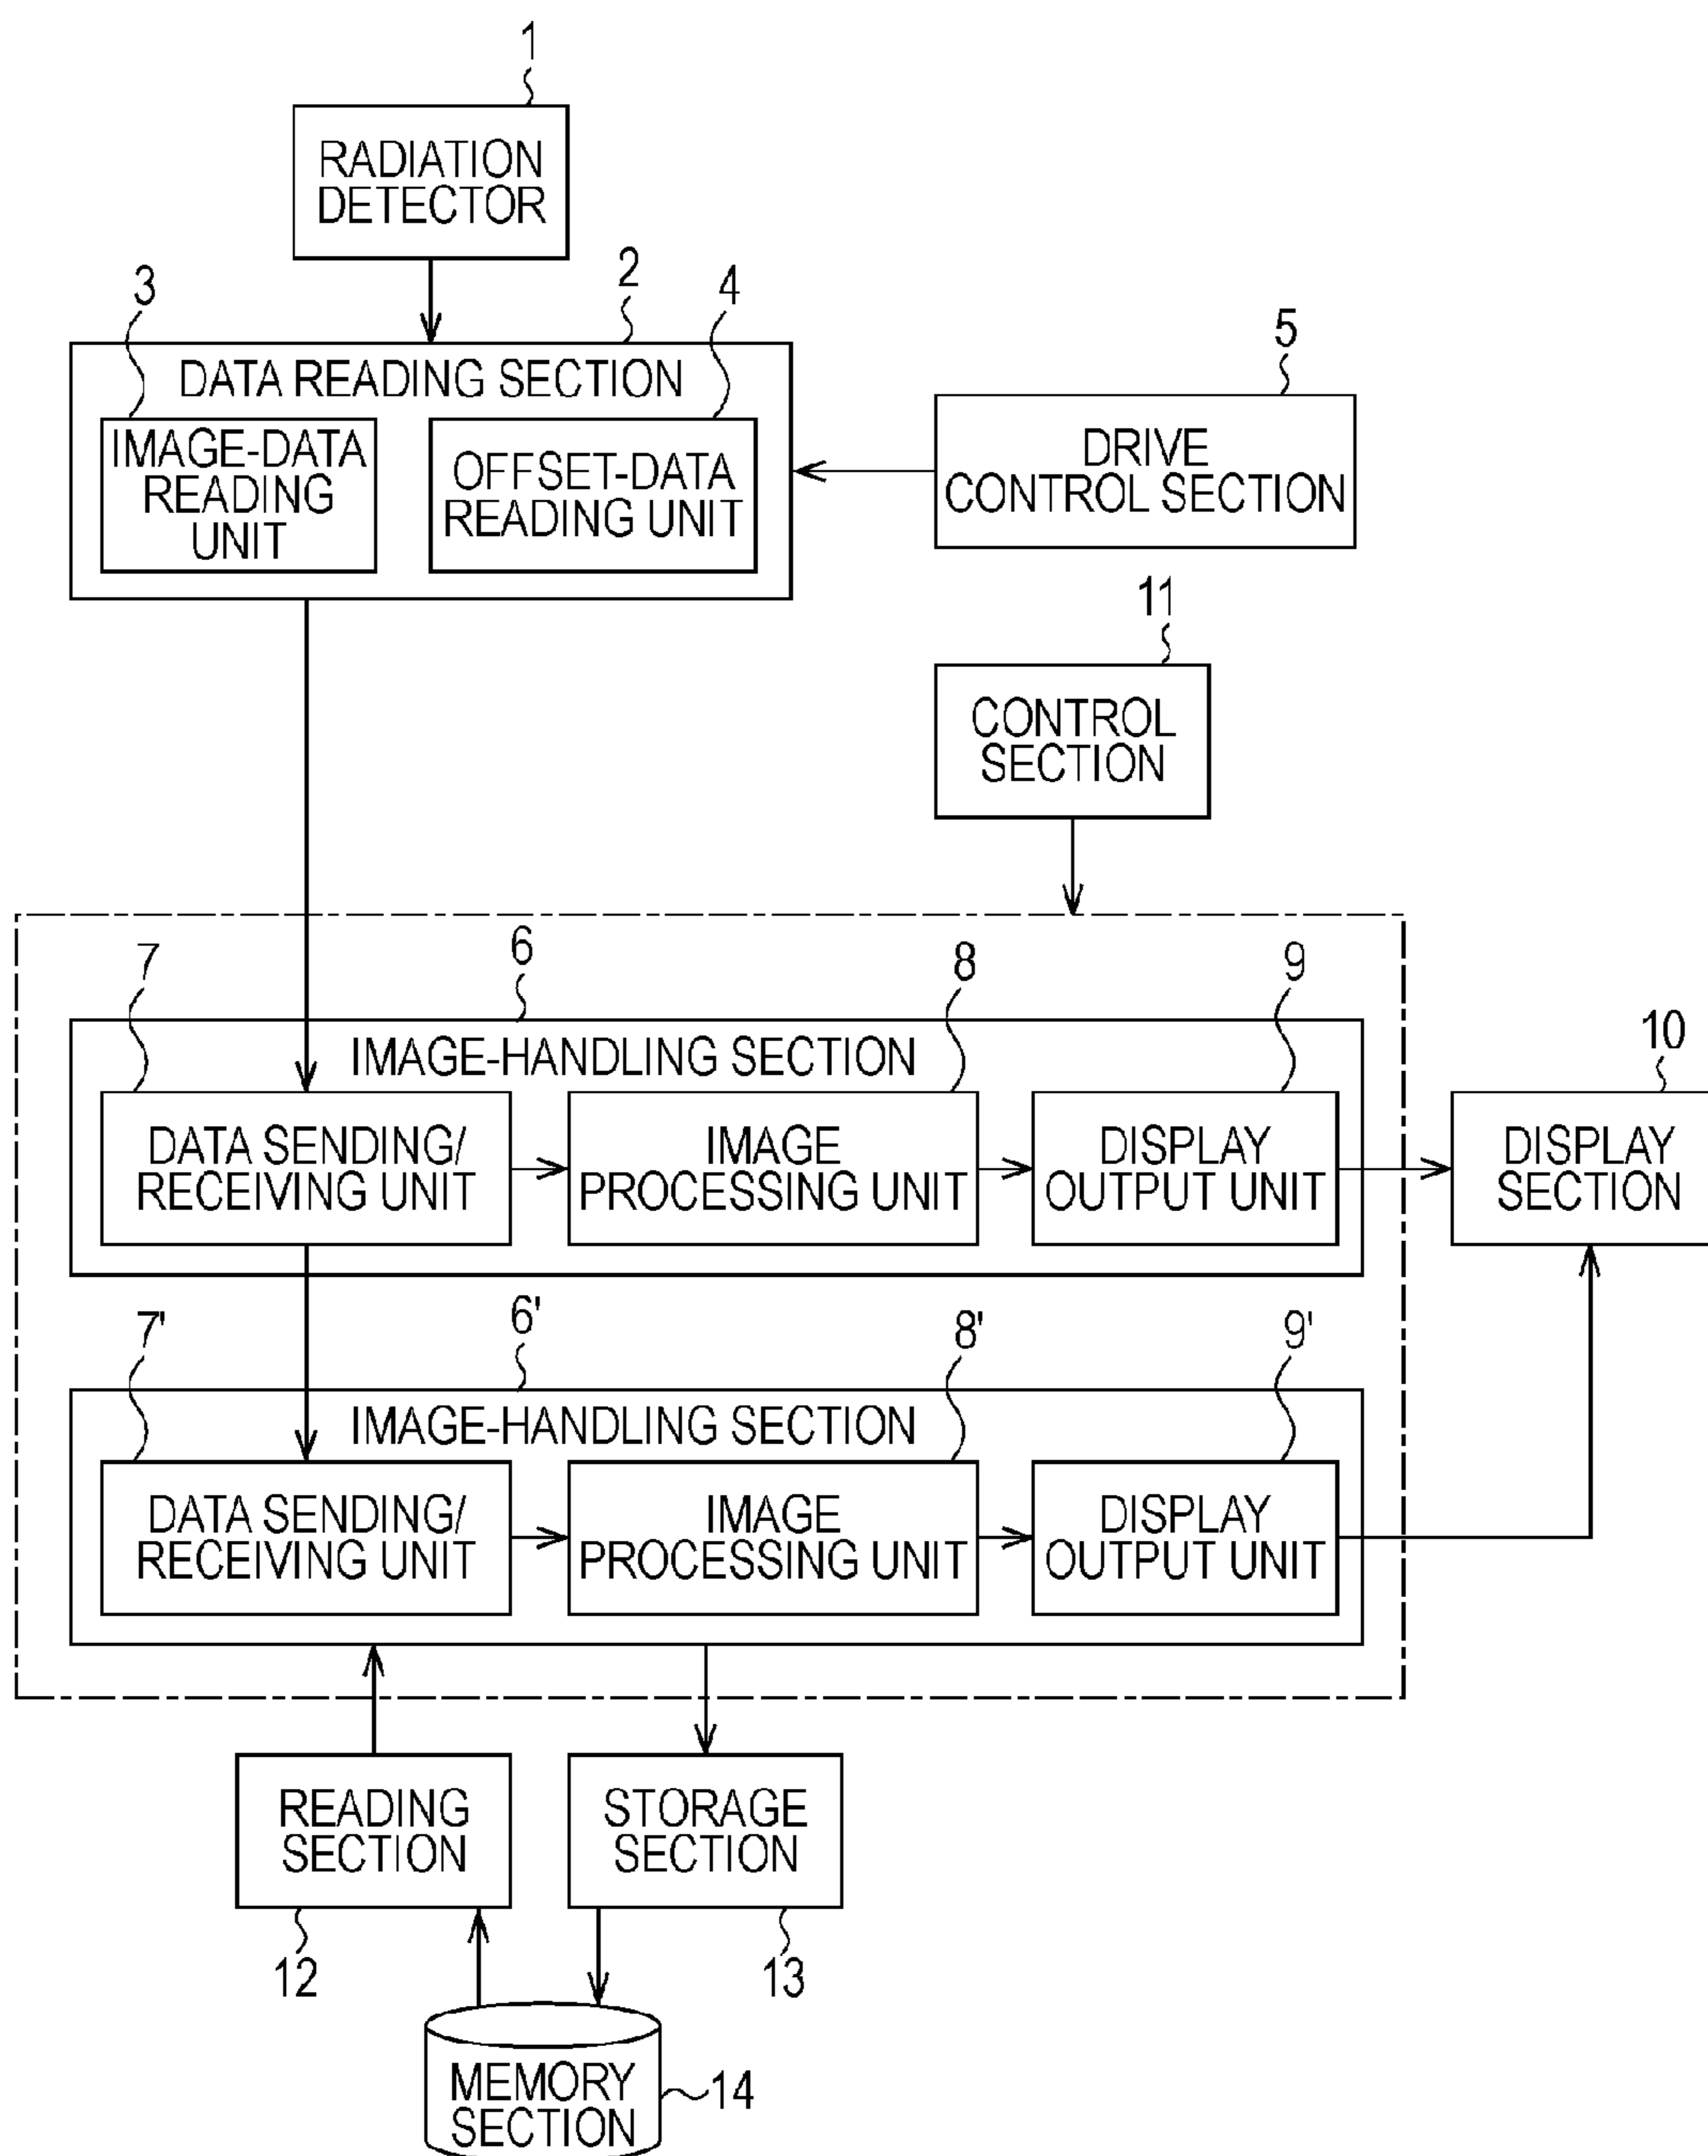 1
RADIATION
DETECTOR
3
2
4
DATA READING SECTION
IMAGE-DATA
READING
UNIT
OFFSET-DATA
READING UNIT
5
DRIVE
CONTROL SECTION
11
CONTROL
SECTION
7
6
8
9
IMAGE-HANDLING SECTION
DATA SENDING/
RECEIVING UNIT
IMAGE
PROCESSING UNIT
DISPLAY
OUTPUT UNIT
10
DISPLAY
SECTION
7'
6'
8'
9'
IMAGE-HANDLING SECTION
DATA SENDING/
RECEIVING UNIT
IMAGE
PROCESSING UNIT
DISPLAY
OUTPUT UNIT
READING
SECTION
STORAGE
SECTION
12
13
MEMORY
SECTION
14